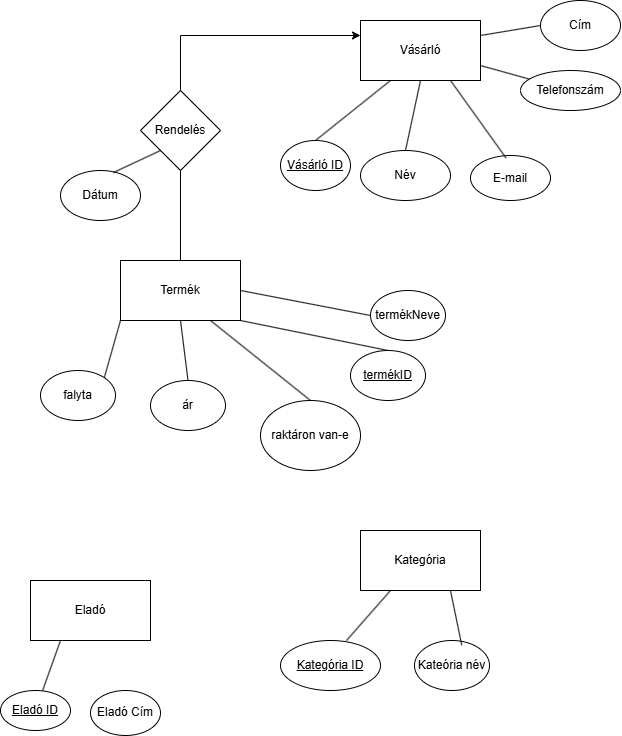 Cím
Vásárló
Telefonszám
Rendelés
Vásárló ID
Név
E-mail
Dátum
Termék
termékNeve
termékID
falyta
ár
raktáron van-e
Kategória
Eladó
Kategória ID
Kateória név
Eladó ID
Eladó Cím